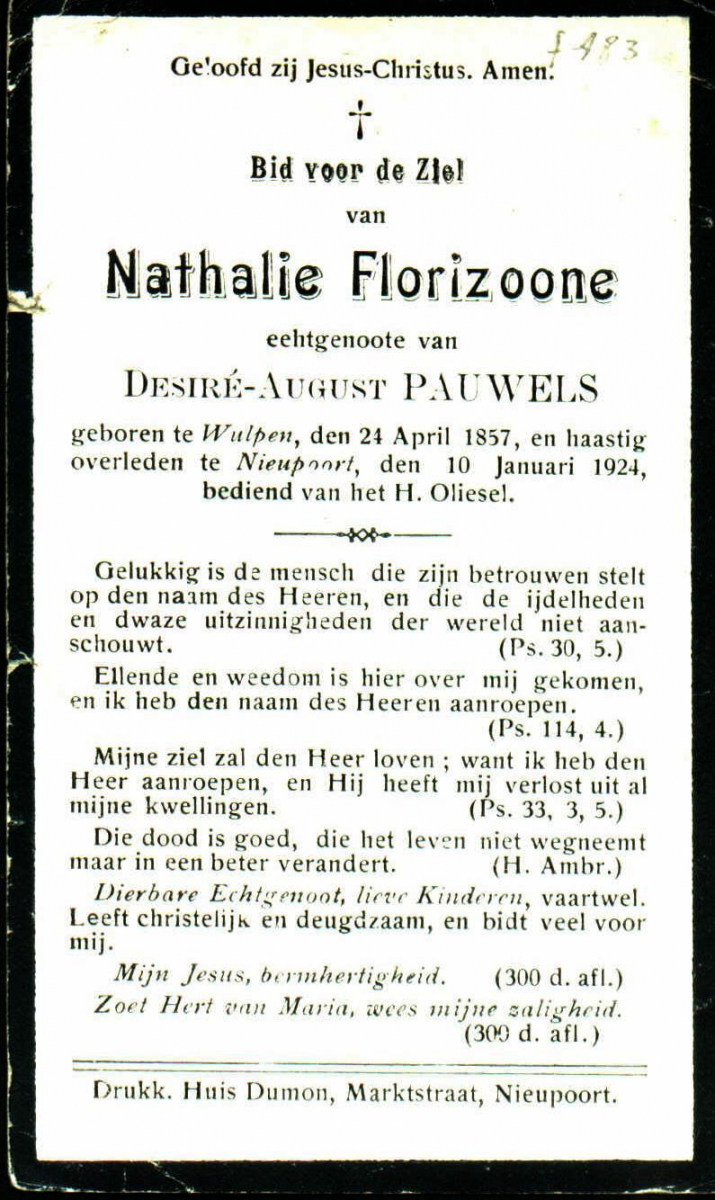 f 483
Geloofd zij Jesus-Christus. Amen.
Bid voor de Ziel
van
Nathalie Florizoone
echtgenoote van
DESIRÉ-AUGUST PAUWELS
geboren te Wulpen, den 24 April 1857, en haastig
overleden te Nieupoort, den 10 Januari 1924,
bediend van het H. Oliesel.
Gelukkig is de mensch die zijn betrouwen stelt
op den naam des Heeren, en die de ijdelheden
en dwaze uitzinnigheden der wereld niet aan-
schouwt. (Ps. 30, 5.)
Ellende en weedom is hier over mij gekomen,
en ik heb den naam des Heeren aanroepen.
(Ps. 114, 4.)
Mijne ziel zal den Heer loven ; want ik heb den
Heer aanroepen, en Hij heeft mij verlost uit al
mijne kwellingen. (Ps. 33, 3, 5.)
Die dood is goed, die het leven niet wegneemt
maar in een beter verandert. (H. Ambr.)
Dierbare Echtgenoot, lieve Kinderen, vaartwel.
Leeft christelijk en deugdzaam, en bidt veel voor
mij.
Mijn Jesus, bermhertigheid. (300 d. afl.)
Zoet Hert van Maria, wees mijne zaligheid.
(300 d. afl.)
Drukk. Huis Dumon, Marktstraat, Nieupoort.